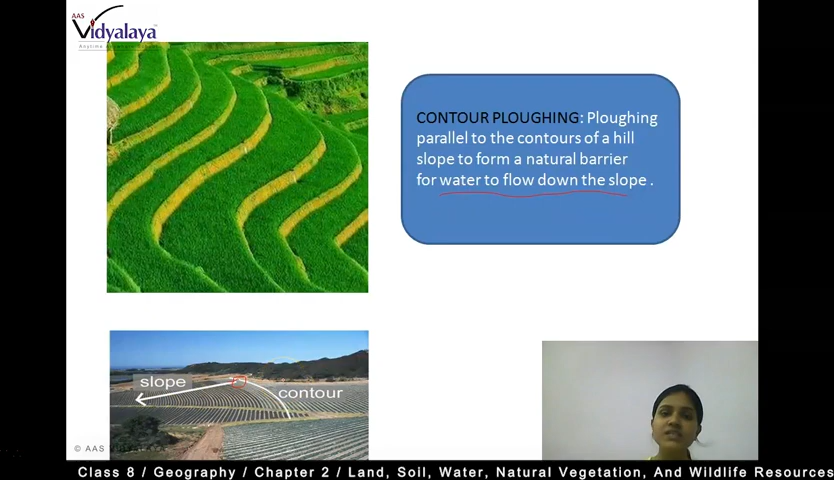 AAS
Vidyalaya
CONTOUR PLOUGHING: Ploughing
parallel to the contours of a hill
slope to form a natural barrier
for water to flow down the slope .
slope
contour
© AAS VIDYALAYA
Class 8 / Geography / Chapter 2 / Land, Soil, Water, Natural Vegetation, And Wildlife Resources